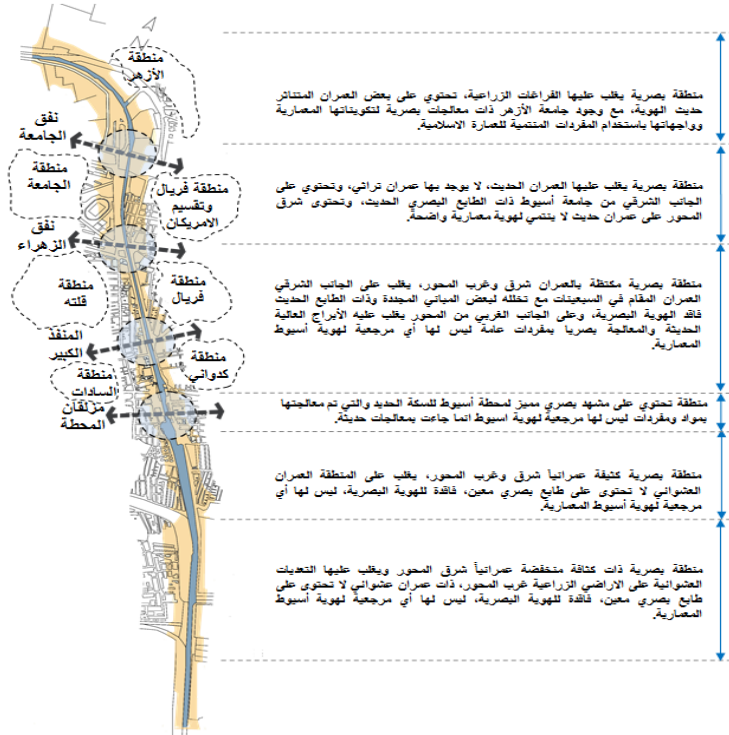 منطقة
الأزهر
نفق
الجامعة
منطقة
الجامعة
منطقة فريال
وتقسيم
الامريكان
نفق
الزهراء
منطقة
فريال
منطقة
قلته
المنفذ
الكبير
منطقة
كدواني
منطقة
السادات
مزلقان
المحطة
منطقة بصرية يغلب عليها الفراغات الزراعية، تحتوي على بعض العمران المتناثر
حديث الهوية، مع وجود جامعة الأزهر ذات معالجات بصرية لتكويناتها المعمارية
وواجهاتها باستخدام المفردات المنتمية للعمارة الاسلامية.
منطقة بصرية يغلب عليها العمران الحديث، لا يوجد بها عمران تراثي، وتحتوي على
الجانب الشرقي من جامعة أسيوط ذات الطابع البصري الحديث، وتحتوى شرق
المحور على عمران حديث لا ينتمي لهوية معمارية واضحة.
منطقة بصرية مكتظة بالعمران شرق وغرب المحور، يغلب على الجانب الشرقي
العمران المقام في السبعينات مع تخلله لبعض المباني المجددة وذات الطابع الحديث
فاقد الهوية البصرية، وعلى الجانب الغربي من المحور يغلب عليه الأبراج العالية
الحديثة والمعالجة بصريا بمفردات عامة ليس لها أي مرجعية لهوية أسيوط
المعمارية.
منطقة تحتوي على مشهد بصري مميز لمحطة أسيوط للسكة الحديد والتي تم معالجتها
بمواد ومفردات ليس لها مرجعية لهوية اسيوط انما جاءت بمعالجات حديثة.
منطقة بصرية كثيفة عمرانياً شرق وغرب المحور، يغلب على المنطقة العمران
العشوائي لا تحتوى على طابع بصري معين، فاقدة للهوية البصرية، ليس لها أي
مرجعية لهوية أسيوط المعمارية.
منطقة بصرية ذات كثافة منخفضة عمرانياً شرق المحور ويغلب عليها التعديات
العشوائية على الاراضي الزراعية غرب المحور، ذات عمران عشوائي لا تحتوى على
طابع بصري معين، فاقدة للهوية البصرية، ليس لها أي مرجعية لهوية أسيوط
المعمارية.